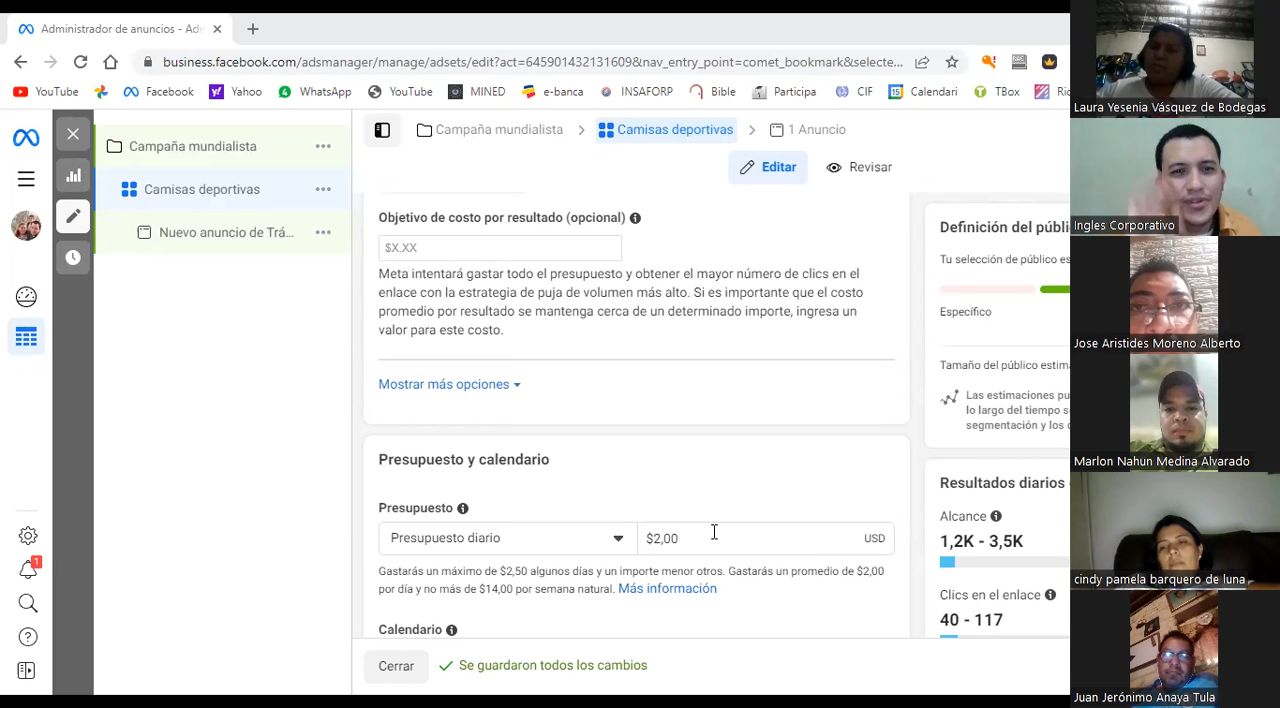 Administrador de anuncios - Adn
business.facebook.com/adsmanager/manage/adsets/edit?act=645901432131609&nav_entry_point=comet_bookmark&selecte...
YouTube
Facebook
Yahoo
WhatsApp
YouTube
MINED
e-banca
INSAFORP
Bible
Participa
CIF
Calendari
TBox
Campaña mundialista
Camisas deportivas
Nuevo anuncio de Trá...
Campaña mundialista > Camisas deportivas > 1 Anuncio
Editar
Revisar
Objetivo de costo por resultado (opcional)
$X.XX
Meta intentará gastar todo el presupuesto y obtener el mayor número de clics en el
enlace con la estrategia de puja de volumen más alto. Si es importante que el costo
promedio por resultado se mantenga cerca de un determinado importe, ingresa un
valor para este costo.
Mostrar más opciones
Presupuesto y calendario
Presupuesto
Presupuesto diario
$2,00
USD
Gastarás un máximo de $2,50 algunos días y un importe menor otros. Gastarás un promedio de $2,00
por día y no más de $14,00 por semana natural. Más información
Calendario
Cerrar
Se guardaron todos los cambios
Definición del públi
Tu selección de público es
Específico
Tamaño del público estima
Las estimaciones pu
lo largo del tiempo s
segmentación y los d
Resultados diarios
Alcance
1,2K - 3,5K
Clics en el enlace
40 - 117
1
Laura Yesenia Vásquez de Bodegas
Ingles Corporativo
Jose Aristides Moreno Alberto
Marlon Nahun Medina Alvarado
cindy pamela barquero de luna
Juan Jerónimo Anaya Tula